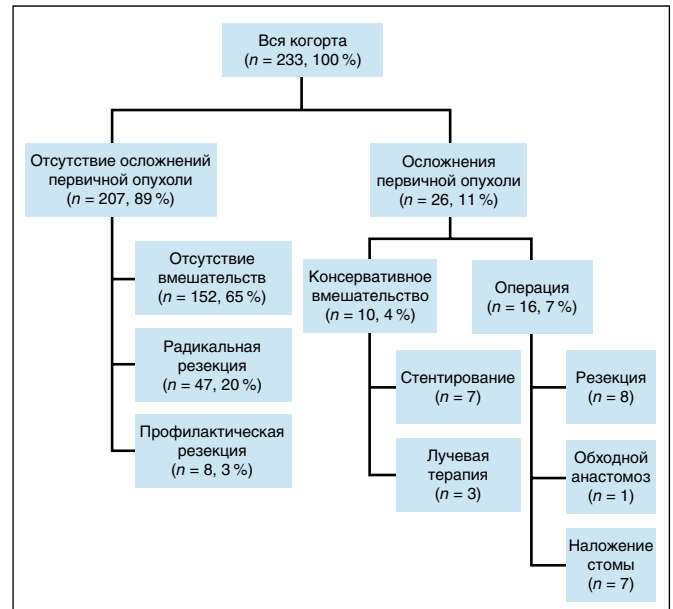 Вся когорта
(n = 233, 100 %)
Отсутствие осложнений
первичной опухоли
(n = 207, 89 %)
Осложнения
первичной опухоли
(n = 26, 11 %)
Отсутствие
вмешательств
(n = 152, 65 %)
Радикальная
резекция
(n = 47, 20 %)
Профилактическая
резекция
(n = 8, 3 %)
Консервативное
вмешательство
(n = 10, 4 %)
Стентирование
(n = 7)
Лучевая
терапия
(n = 3)
Операция
(n = 16, 7 %)
Резекция
(n = 8)
Обходной
анастомоз
(n = 1)
Наложение
стомы
(n = 7)